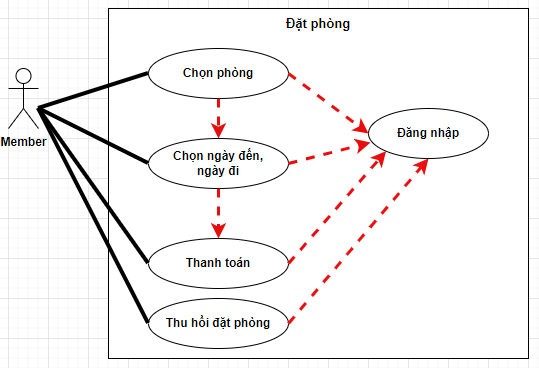 Đặt phòng
Chọn phòng
Đăng nhập
Member
Chọn ngày đến,
ngày đi
Thanh toán
Thu hồi đặt phòng